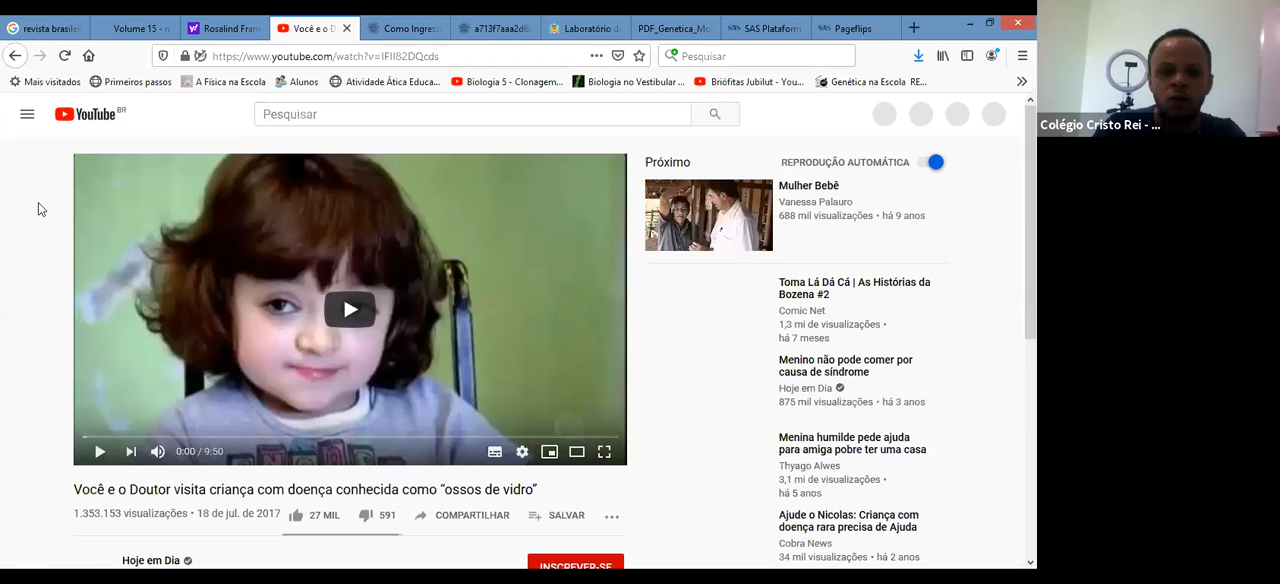 revista brasilei
Volume 15 - n
Rosalind Fran
Você e o D
Como Ingres
a713f7aaa2d6
Laboratório d
PDF_Genetica_Mo
SAS Plataform
Pageflips
https://www.youtube.com/watch?v=IFII82DQcds
Pesquisar
Mais visitados
Primeiros passos
A Física na Escola
Alunos
Atividade Ática Educa...
Biologia 5 - Clonagem...
Biologia no Vestibular ...
Briófitas Jubilut - You...
Genética na Escola RE...
YouTube BR
Pesquisar
Colégio Cristo Rei - ...
Próximo
REPRODUÇÃO AUTOMÁTICA
Mulher Bebê
Vanessa Palauro
688 mil visualizações • há 9 anos
Toma Lá Dá Cá | As Histórias da
Bozena #2
Comic Net
1,3 mi de visualizações •
há 7 meses
Menino não pode comer por
causa de síndrome
Hoje em Dia
875 mil visualizações • há 3 anos
Menina humilde pede ajuda
para amiga pobre ter uma casa
Thyago Alwes
3,1 mi de visualizações •
há 5 anos
Ajude o Nicolas: Criança com
doença rara precisa de Ajuda
Cobra News
34 mil visualizações • há 2 anos
0:00 / 9:50
Você e o Doutor visita criança com doença conhecida como “ossos de vidro”
1.353.153 visualizações • 18 de jul. de 2017
27 MIL
591
COMPARTILHAR
SALVAR
Hoje em Dia
INSCREVER-SE